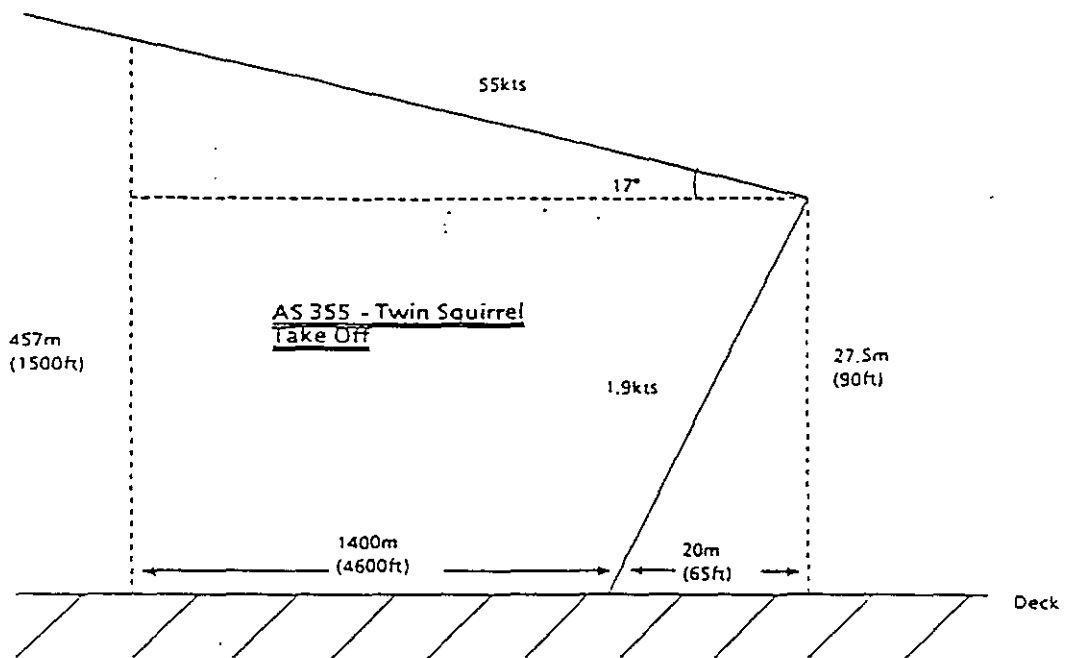 55kts
17°
AS 355 - Twin Squirrel
Take Off
457m
(1500ft)
27.5m
(90ft)
1.9kts
1400m
(4600ft)
20m
(65ft)
Deck